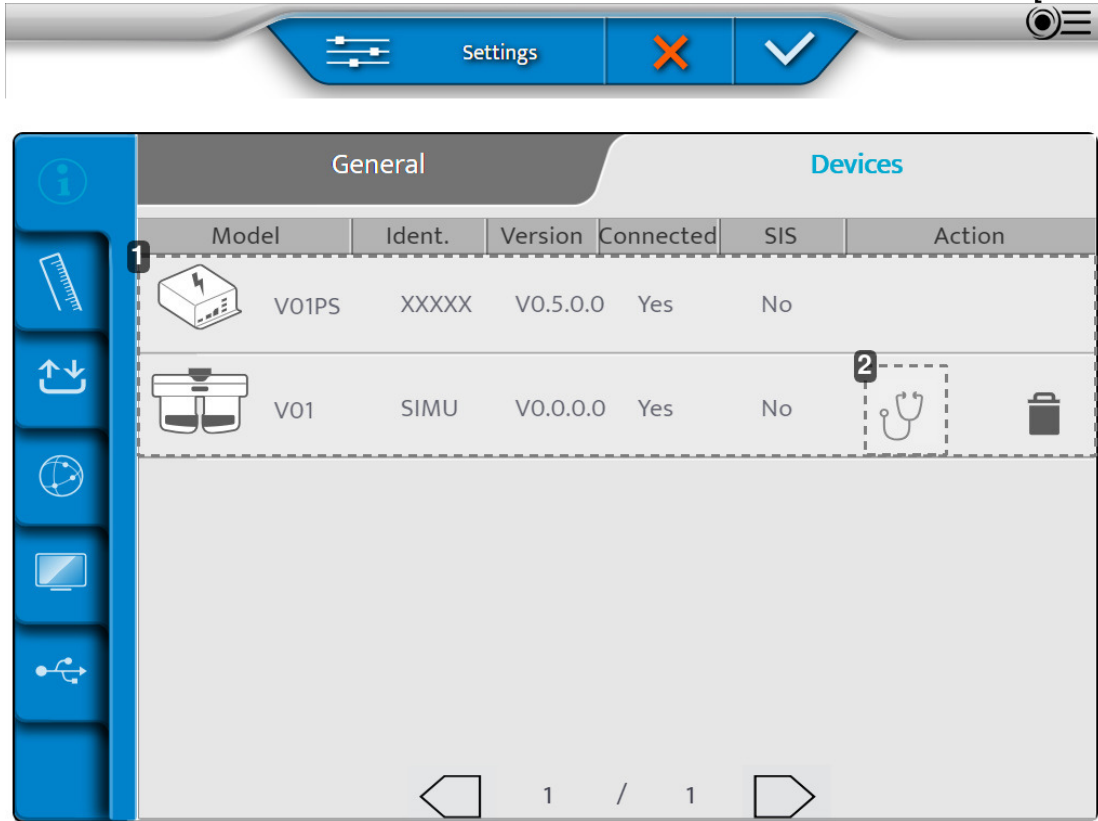 Settings
General Devices
Model Ident. Version Connected SIS Action
1
V01PS XXXXX V0.5.0.0 Yes No
2
V01 SIMU V0.0.0.0 Yes No
1 / 1